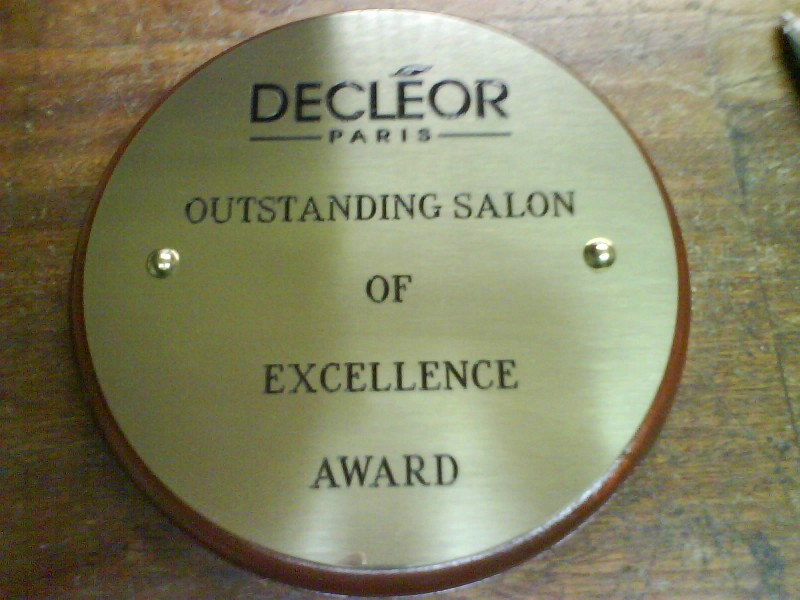 DECLÉOR
PARIS
OUTSTANDING SALON
OF
EXCELLENCE
AWARD